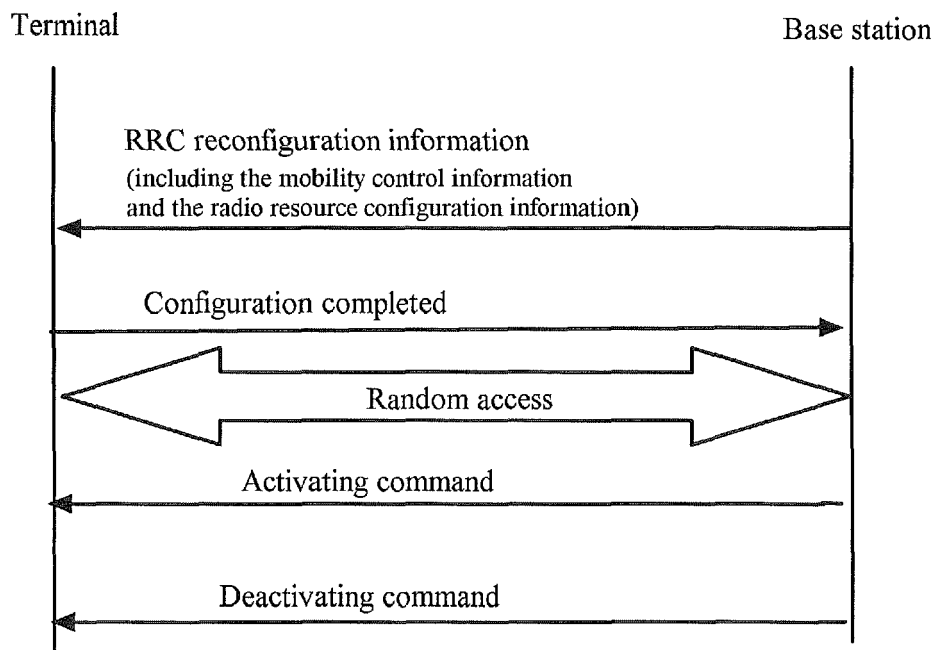 Terminal
Base station
RRC reconfiguration information
(including the mobility control information
and the radio resource configuration information)
Configuration completed
Random access
Activating command
Deactivating command